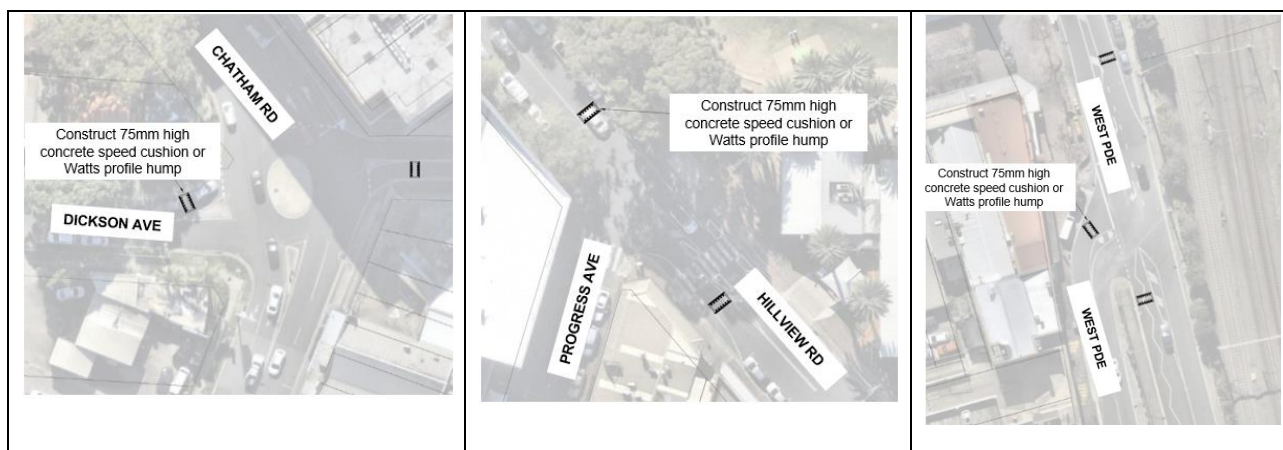 CHATHAM RD
Construct 75mm high
concrete speed cushion or
Watts profile hump
DICKSON AVE
Construct 75mm high
concrete speed cushion or
Watts profile hump
PROGRESS AVE
HILLVIEW RD
WEST PDE
Construct 75mm high
concrete speed cushion or
Watts profile hump
WEST PDE